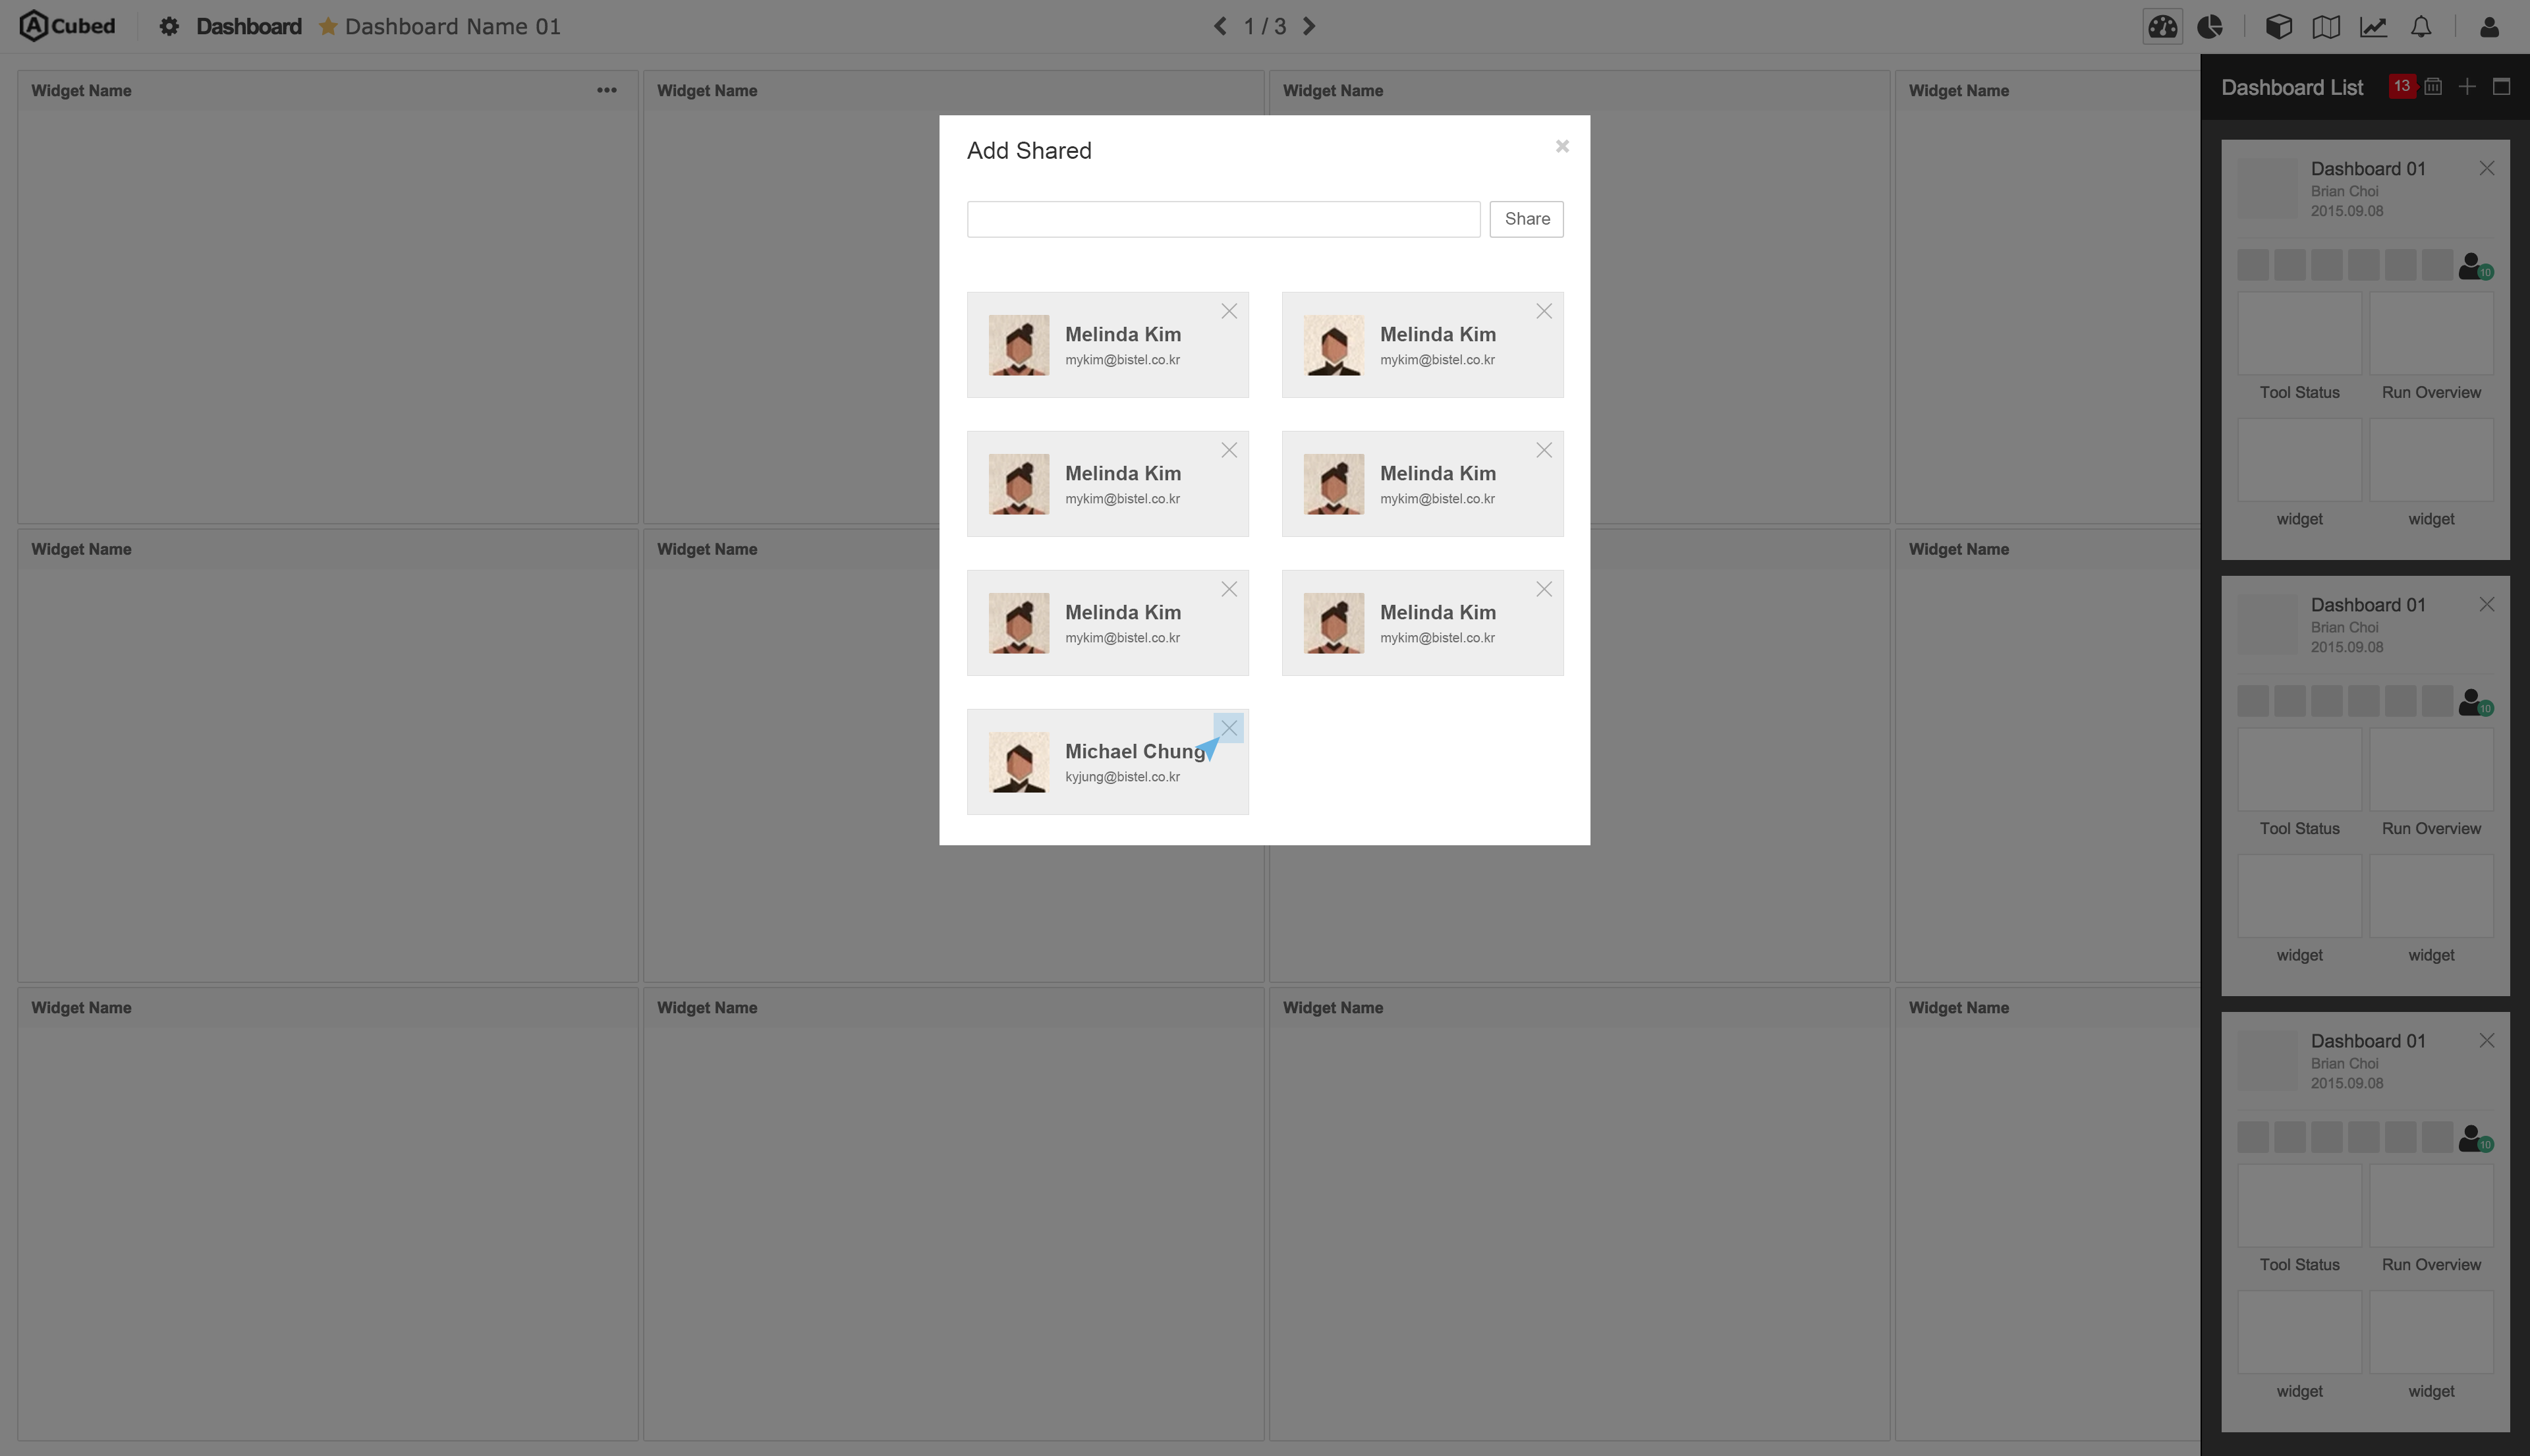 A Cubed
Dashboard
Dashboard Name 01
1 / 3
Widget Name
Widget Name
Widget Name
Widget Name
Dashboard List
13
Add Shared
Share
Melinda Kim
mykim@bistel.co.kr
Melinda Kim
mykim@bistel.co.kr
Melinda Kim
mykim@bistel.co.kr
Melinda Kim
mykim@bistel.co.kr
Melinda Kim
mykim@bistel.co.kr
Melinda Kim
mykim@bistel.co.kr
Michael Chung
kyjung@bistel.co.kr
Widget Name
Widget Name
Widget Name
Widget Name
Widget Name
Widget Name
Widget Name
Dashboard 01
Brian Choi
2015.09.08
10
Tool Status
Run Overview
widget
widget
Dashboard 01
Brian Choi
2015.09.08
10
Tool Status
Run Overview
widget
widget
Dashboard 01
Brian Choi
2015.09.08
10
Tool Status
Run Overview
widget
widget